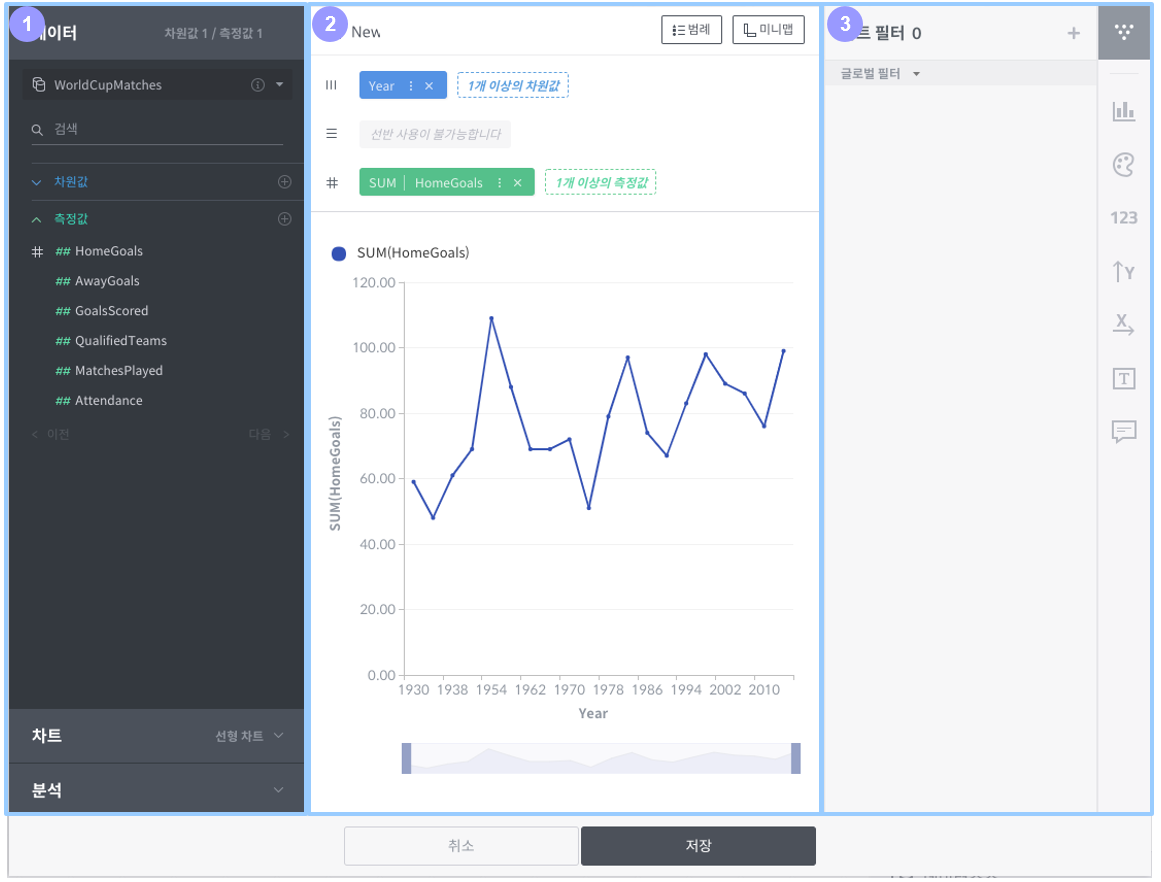 1
이터
차원값 1 / 측정값 1
WorldCupMatches
검색
차원값
측정값
## HomeGoals
## AwayGoals
## GoalsScored
## QualifiedTeams
## MatchesPlayed
## Attendance
이전
다음
차트
선형 차트
분석
2
New
범례
미니맵
Year
1개 이상의 차원값
선반 사용이 불가능합니다
SUM HomeGoals
1개 이상의 측정값
SUM(HomeGoals)
120.00
100.00
80.00
60.00
40.00
20.00
0.00
SUM(HomeGoals)
1930 1938 1954 1962 1970 1978 1986 1994 2002 2010
Year
3
트 필터 0
글로벌 필터
123
Y
X
T
취소
저장